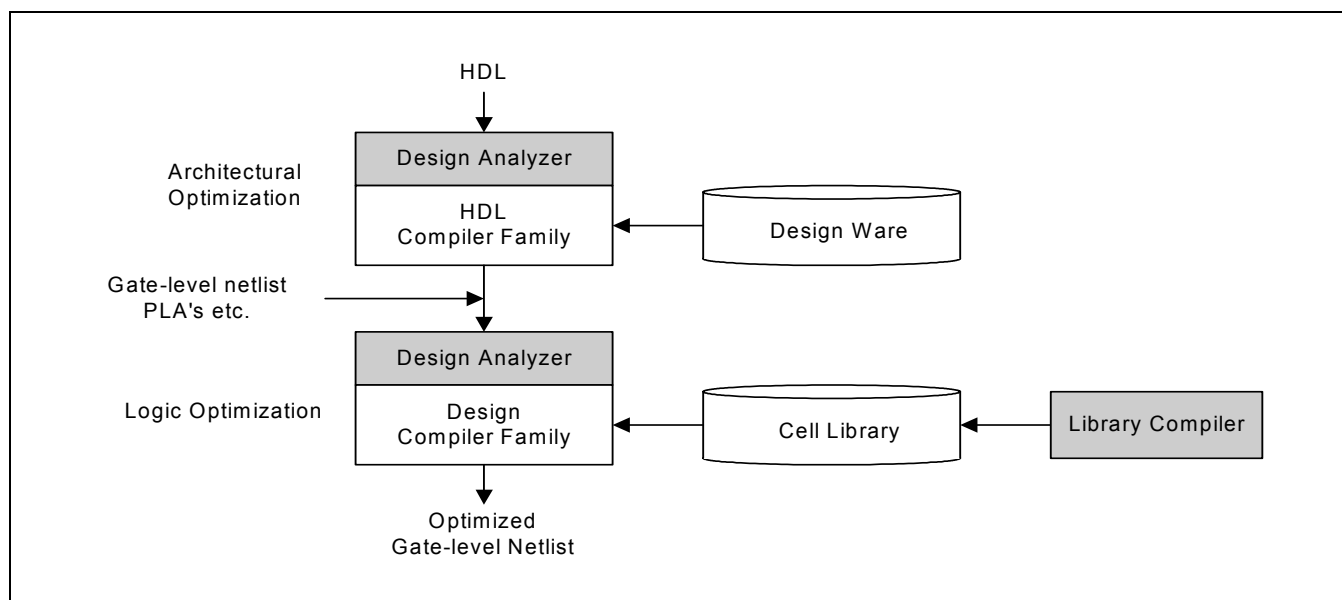 HDL
Design Analyzer
Architectural
Optimization
HDL
Compiler Family
Design Ware
Gate-level netlist
PLA's etc.
Design Analyzer
Logic Optimization
Design
Compiler Family
Cell Library
Library Compiler
Optimized
Gate-level Netlist